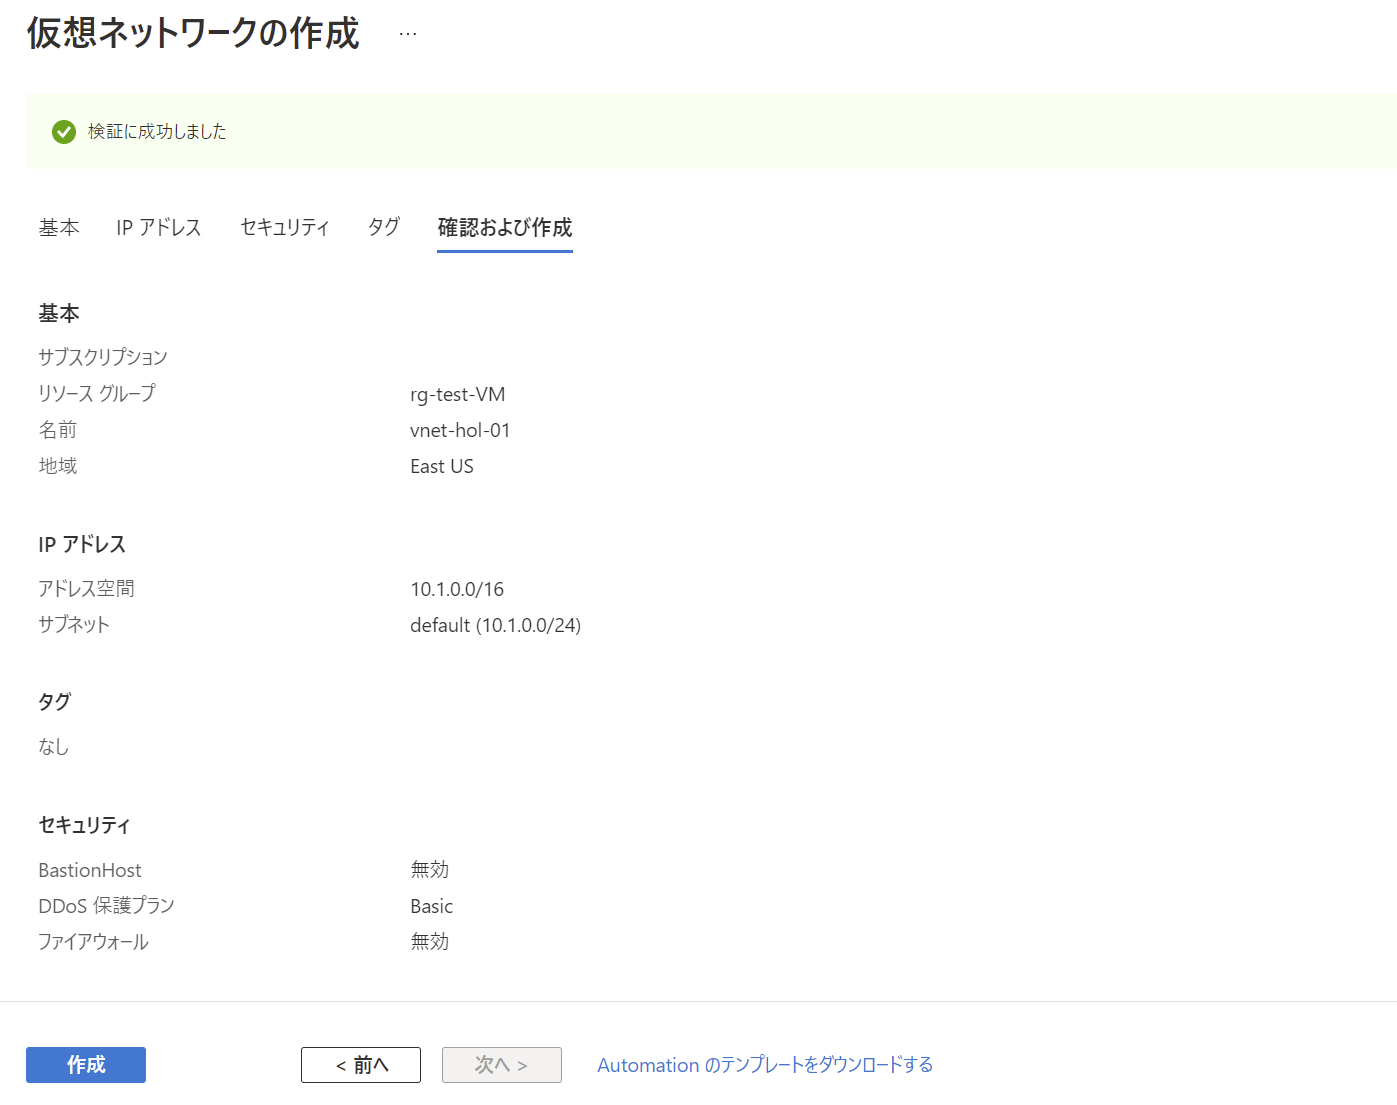 仮想ネットワークの作成 …
検証に成功しました
基本 IP アドレス セキュリティ タグ 確認および作成
基本
サブスクリプション
リソース グループ rg-test-VM
名前 vnet-hol-01
地域 East US
IP アドレス
アドレス空間 10.1.0.0/16
サブネット default (10.1.0.0/24)
タグ
なし
セキュリティ
BastionHost 無効
DDoS 保護プラン Basic
ファイアウォール 無効
作成 < 前へ 次へ > Automation のテンプレートをダウンロードする